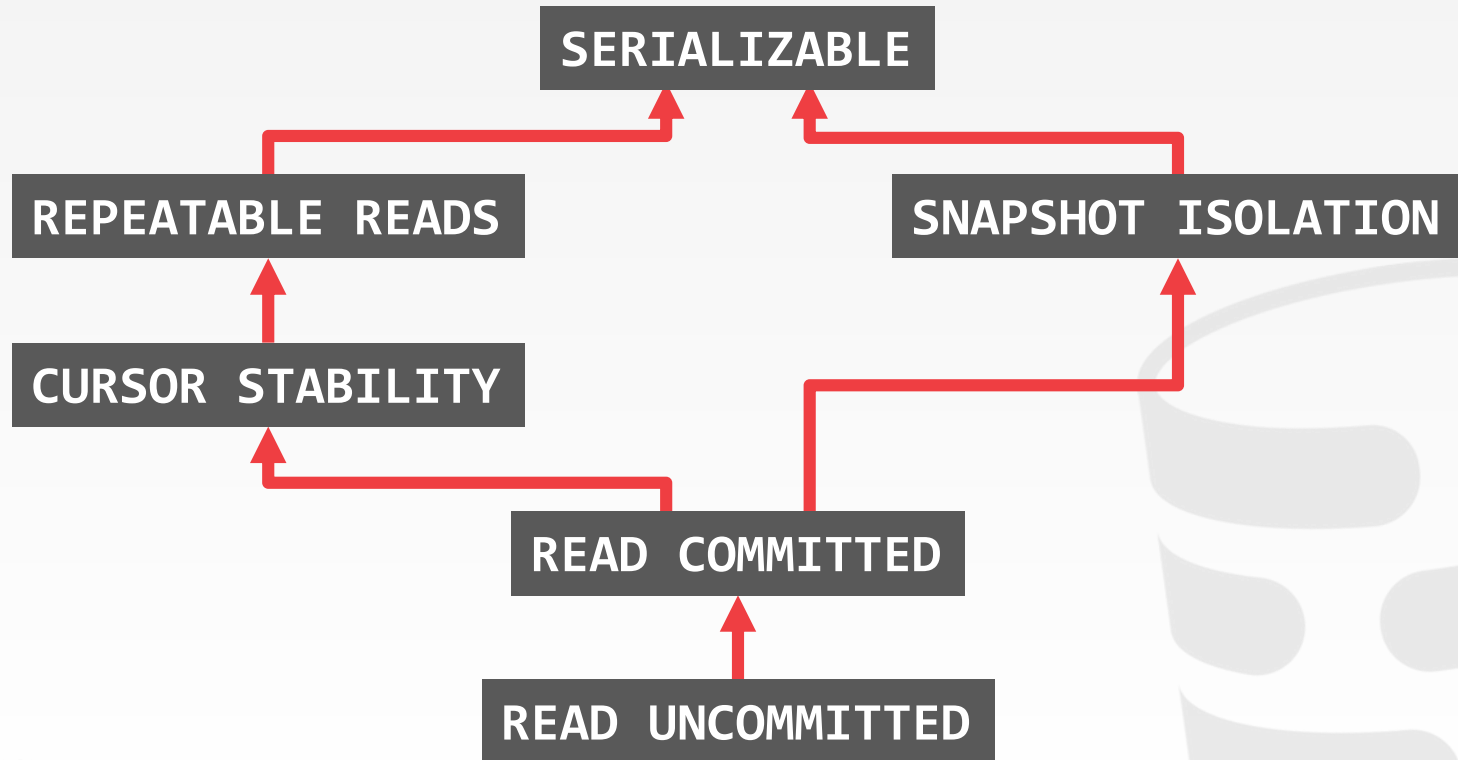 SERIALIZABLE
REPEATABLE READS
SNAPSHOT ISOLATION
CURSOR STABILITY
READ COMMITTED
READ UNCOMMITTED